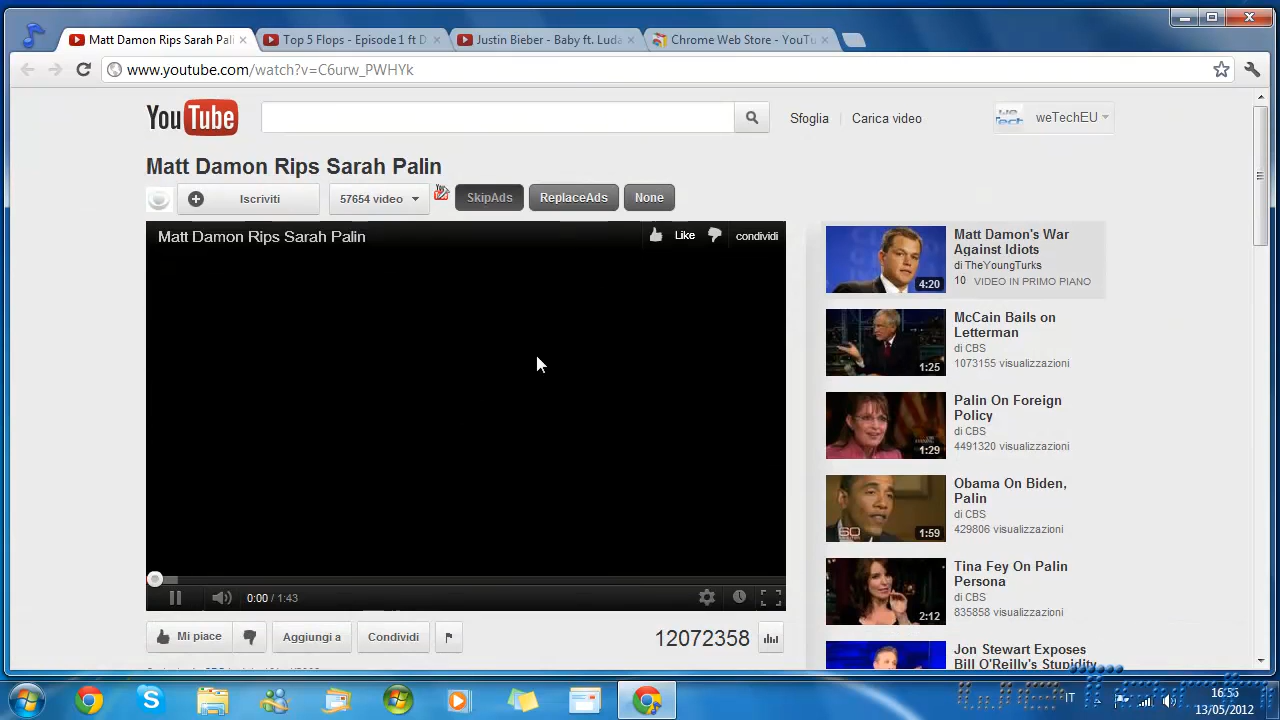 Matt Damon Rips Sarah Pali
Top 5 Flops - Episode 1 ft D
Justin Bieber - Baby ft. Luda
Chrome Web Store - YouTu
www.youtube.com/watch?v=C6urw_PWHYk
YouTube
Sfoglia
Carica video
weTechEU
Matt Damon Rips Sarah Palin
Iscriviti
57654 video
SkipAds
ReplaceAds
None
Matt Damon Rips Sarah Palin
Like
condividi
0:00 / 1:43
Mi piace
Aggiungi a
Condividi
12072358
4:20
Matt Damon's War
Against Idiots
di TheYoungTurks
10 VIDEO IN PRIMO PIANO
1:25
McCain Bails on
Letterman
di CBS
1073155 visualizzazioni
1:29
Palin On Foreign
Policy
di CBS
4491320 visualizzazioni
60
1:59
Obama On Biden,
Palin
di CBS
429806 visualizzazioni
2:12
Tina Fey On Palin
Persona
di CBS
835858 visualizzazioni
Jon Stewart Exposes
Bill O'Reilly's Stupidity
IT
13/05/2012